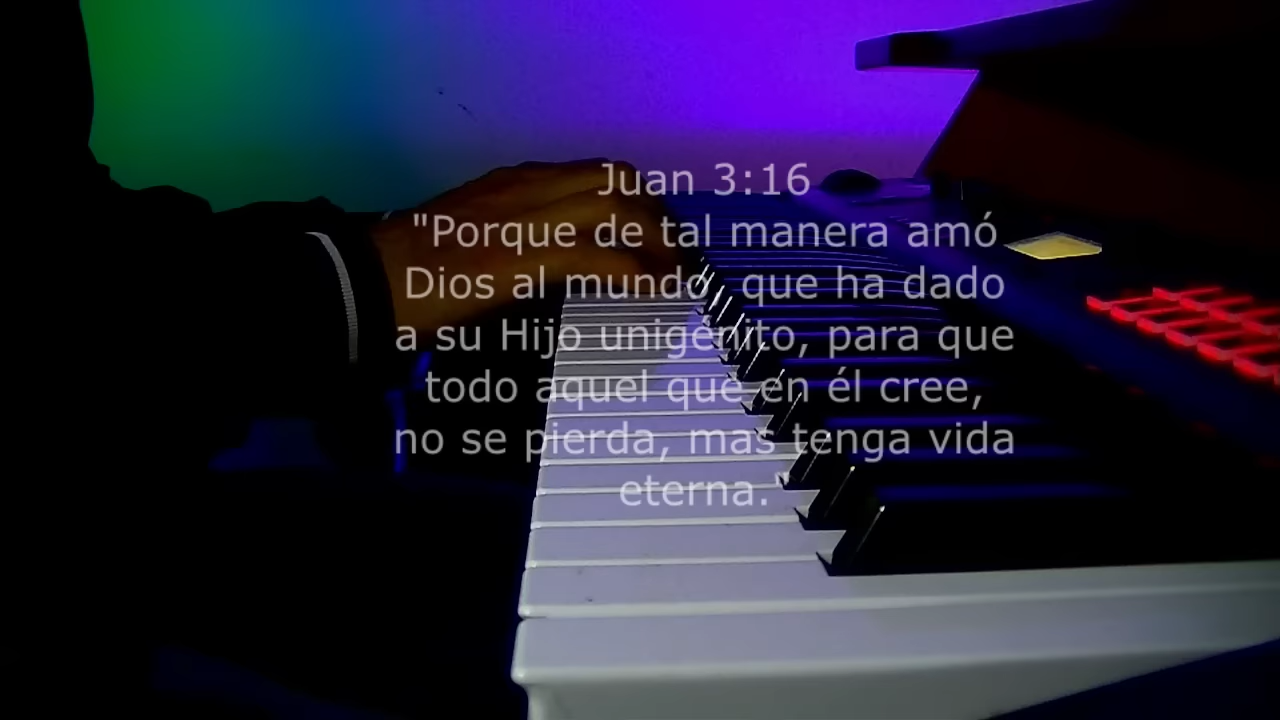 Juan 3:16
"Porque de tal manera amó
Dios al mundo, que ha dado
a su Hijo unigénito, para que
todo aquel que en él cree,
no se pierda, mas tenga vida
eterna."